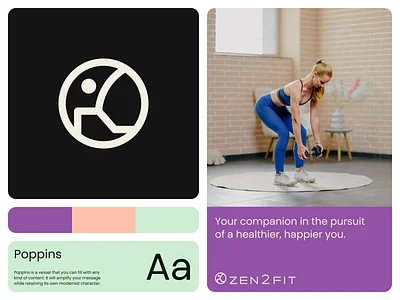 Poppins
Poppins is a vessel that you can fill with any
kind of content. It will amplify your message
while retaining its own modernist character.
Aa
Your companion in the pursuit
of a healthier, happier you.
ZEN2FIT